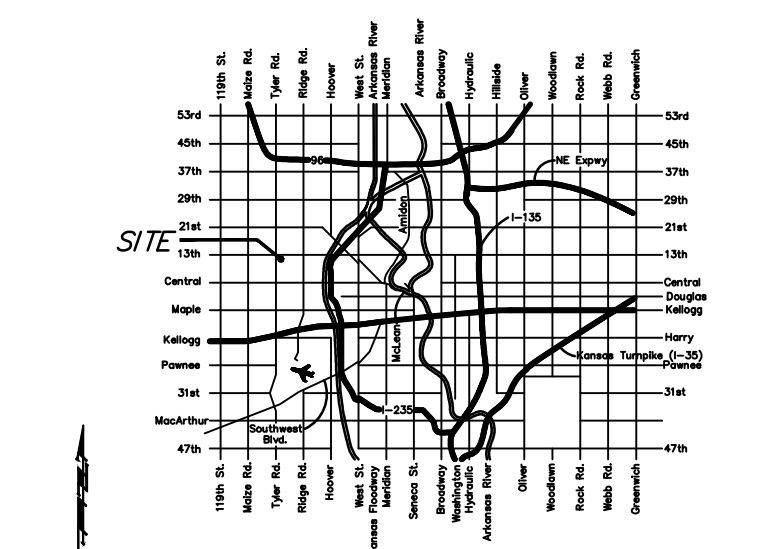 119th St.
Maize Rd.
Tyler Rd.
Ridge Rd.
Hoover
West St.
Arkansas River
Meridian
Arkansas River
Broadway
Hydraulic
Hillside
Oliver
Woodlawn
Rock Rd.
Webb Rd.
Greenwich
53rd
53rd
45th
45th
96
NE Expwy
37th
37th
29th
29th
Amidon
I-135
21st
21st
SITE
13th
13th
Central
Central
Douglas
Maple
Kellogg
Kellogg
McLean
Harry
Kansas Turnpike (I-35)
Pawnee
Pawnee
31st
31st
I-235
MacArthur
Southwest
Blvd.
47th
47th
119th St.
Maize Rd.
Tyler Rd.
Ridge Rd.
Hoover
West St.
ansas Floodway
Meridian
Seneca St.
Broadway
Washington
Hydraulic
Arkansas River
Oliver
Woodlawn
Rock Rd.
Webb Rd.
Greenwich